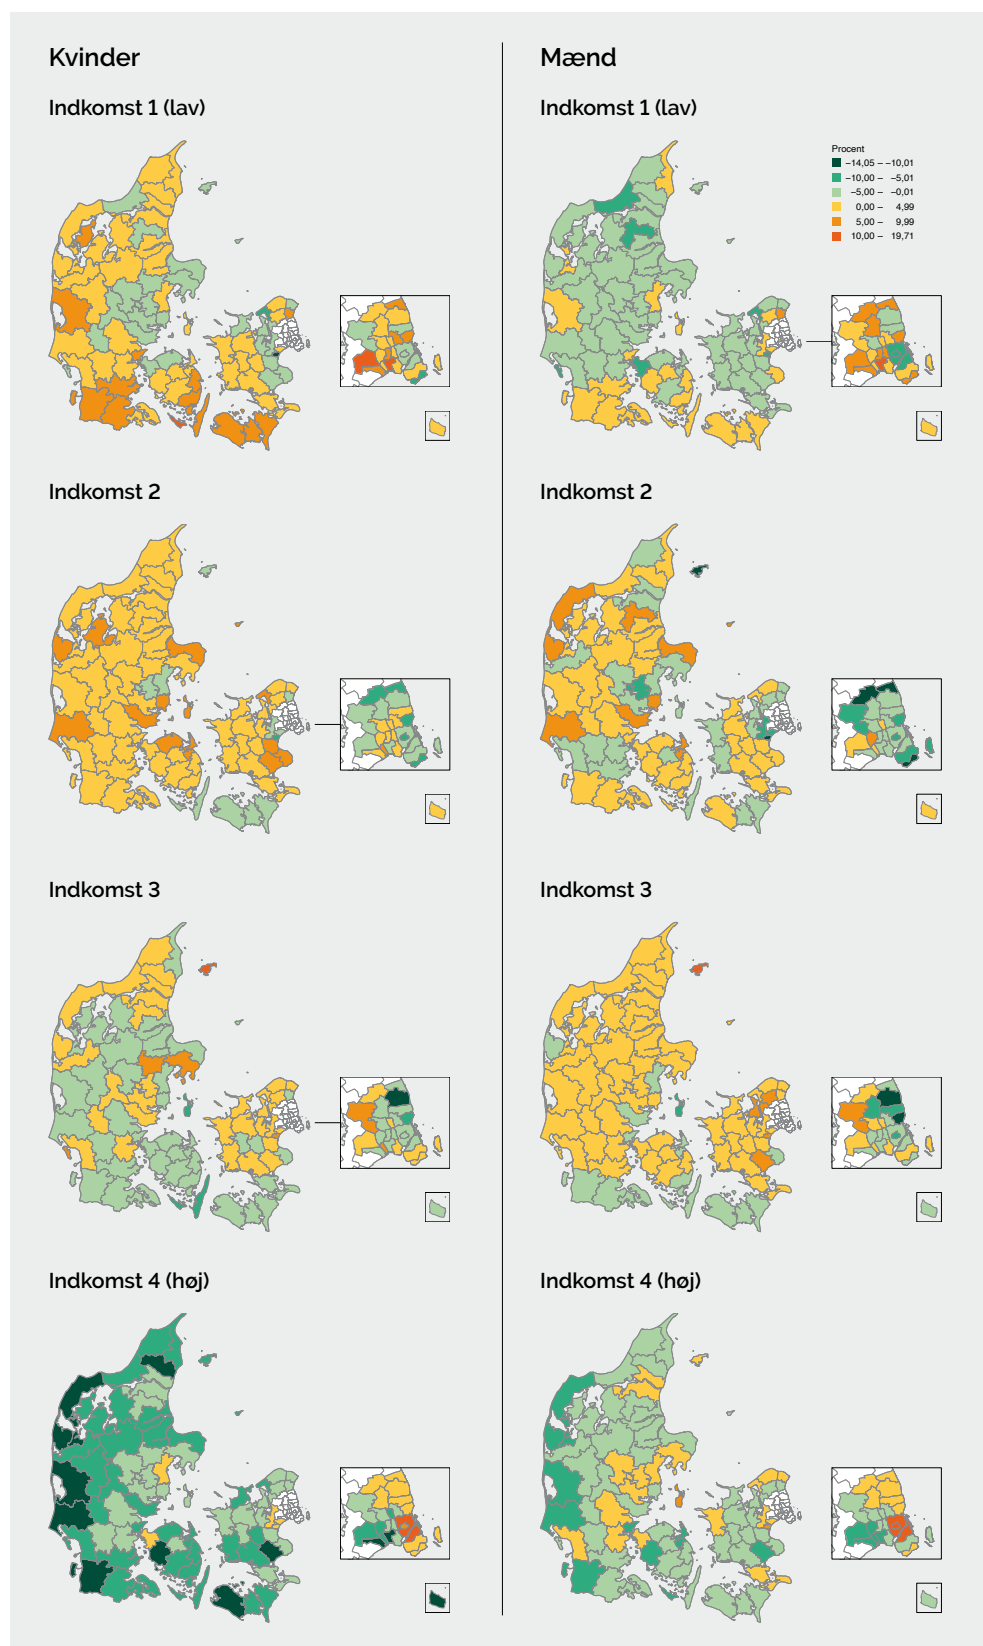 Kvinder
Indkomst 1 (lav)
Indkomst 2
Indkomst 3
Indkomst 4 (høj)
Mænd
Indkomst 1 (lav)
Procent
−14,05 – −10,01
−10,00 – −5,01
−5,00 – −0,01
0,00 – 4,99
5,00 – 9,99
10,00 – 19,71
Indkomst 2
Indkomst 3
Indkomst 4 (høj)